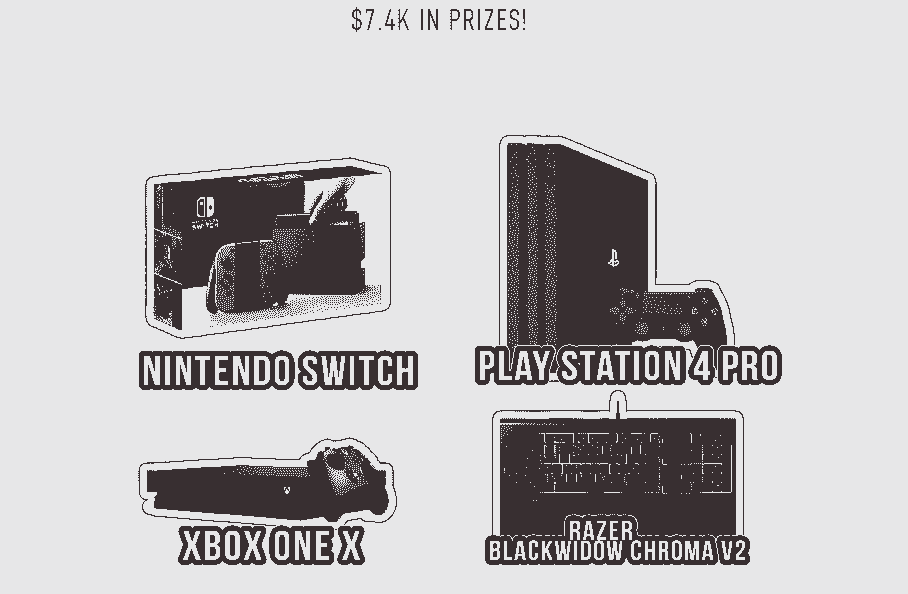 $7.4K IN PRIZES!
NINTENDO SWITCH
PLAY STATION 4 PRO
XBOX ONE X
RAZER
BLACKWIDOW CHROMA V2